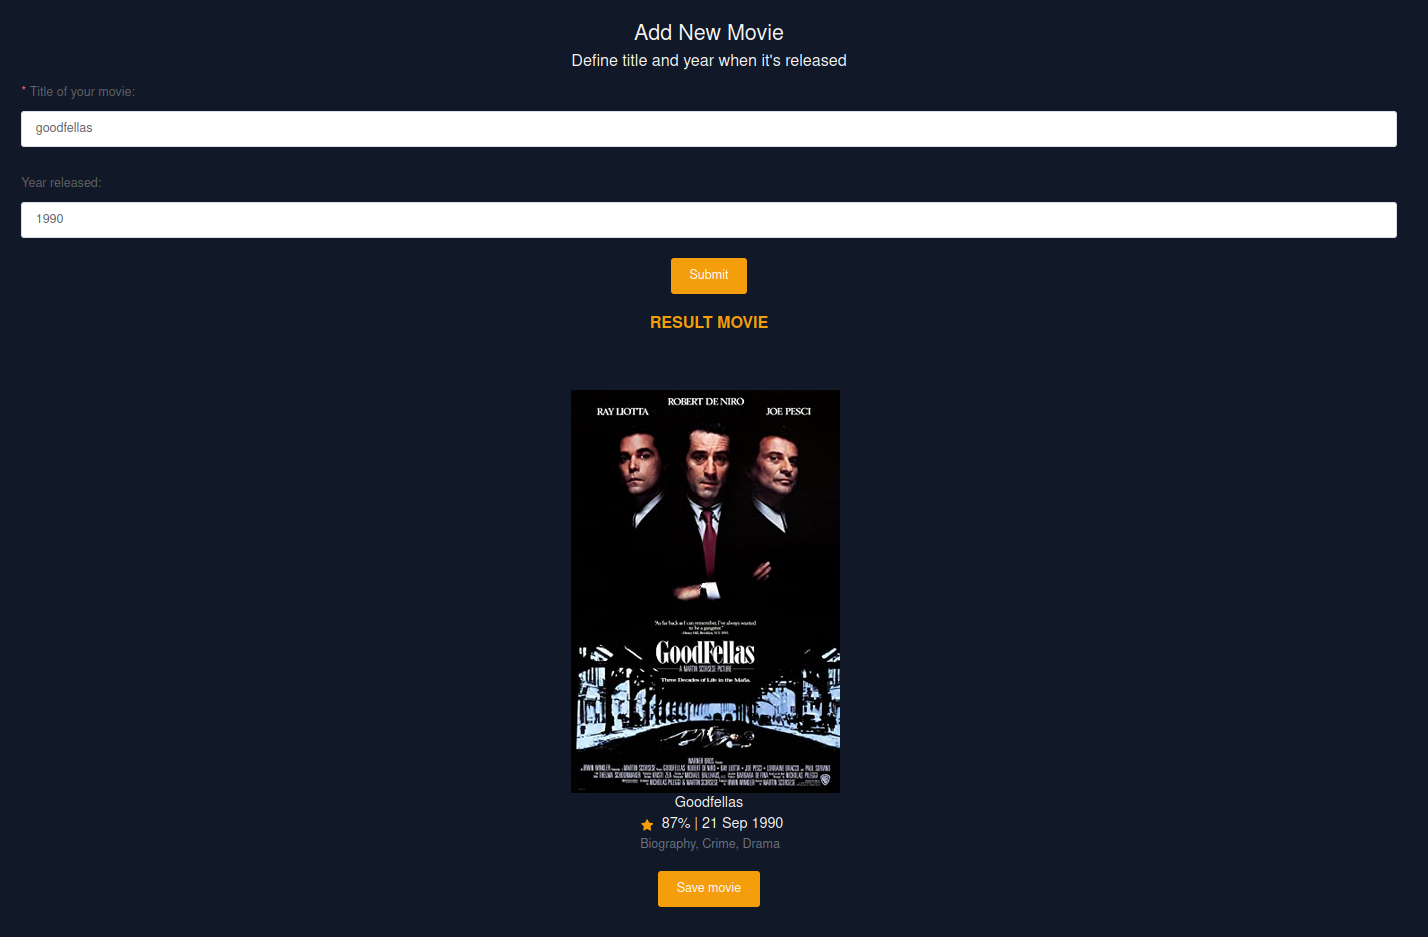 Add New Movie
Define title and year when it's released
* Title of your movie:
goodfellas
Year released:
1990
Submit
RESULT MOVIE
ROBERT DE NIRO
RAY LIOTTA JOE PESCI
"As far back as I can remember, I've always wanted
to be a gangster."
GoodFellas
A MARTIN SCORSESE PICTURE
Three Decades of Life in the Mafia.
WARNER BROS.
Goodfellas
87% | 21 Sep 1990
Biography, Crime, Drama
Save movie